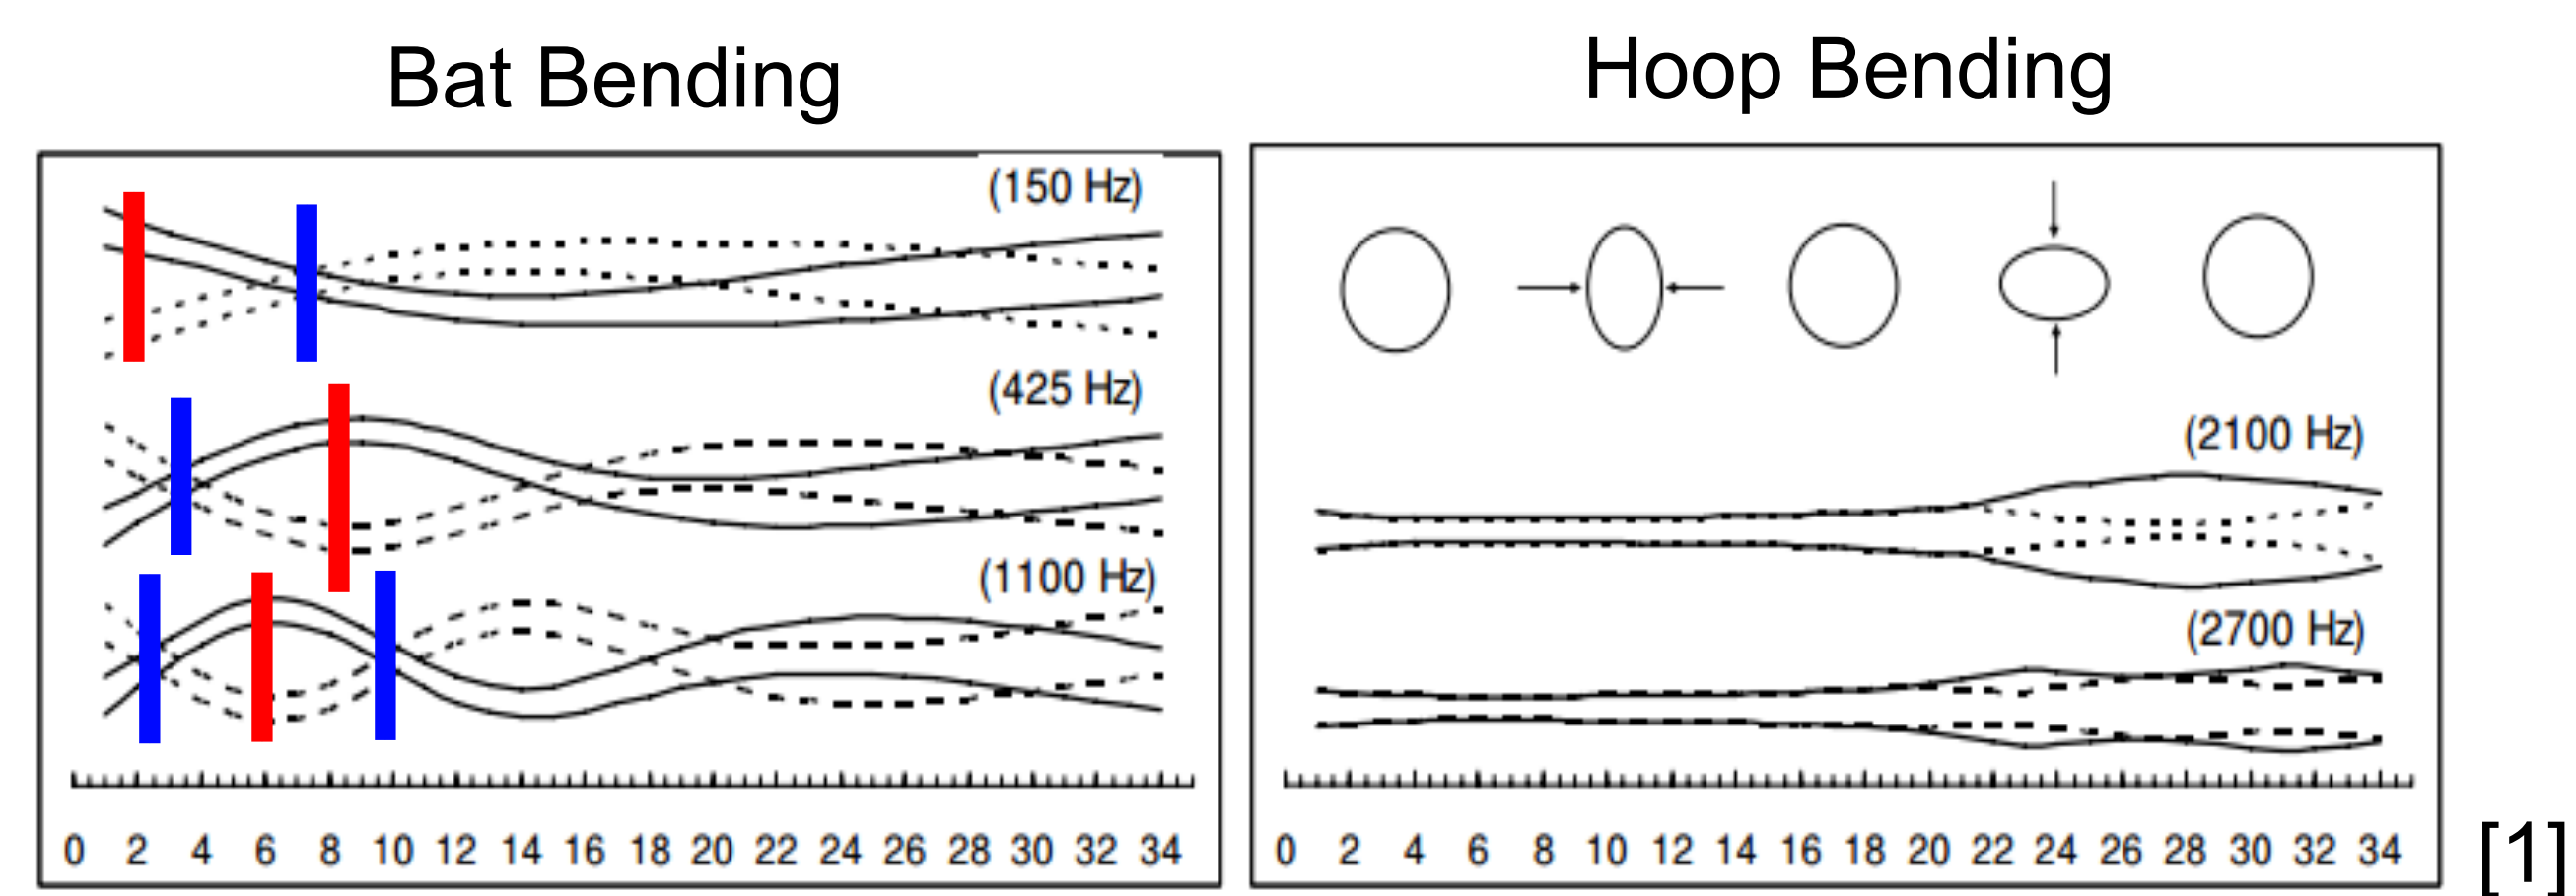 Bat Bending
(150 Hz)
(425 Hz)
(1100 Hz)
0 2 4 6 8 10 12 14 16 18 20 22 24 26 28 30 32 34
Hoop Bending
(2100 Hz)
(2700 Hz)
0 2 4 6 8 10 12 14 16 18 20 22 24 26 28 30 32 34
[1]